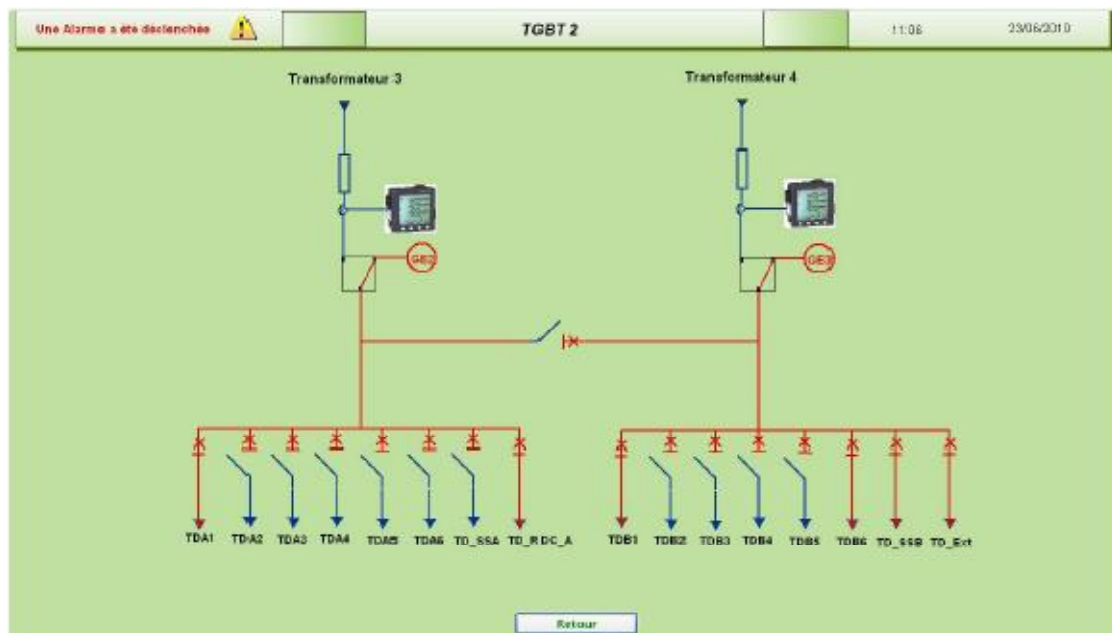 Une Alarme a été déclenchée
TGBT 2
11:06
23/06/2010
Transformateur 3
Transformateur 4
GE2
GE3
TDA1
TDA2
TDA3
TDA4
TDA5
TDA6
TD_SSA
TD_RDC_A
TDB1
TDB2
TDB3
TDB4
TDB5
TDB6
TD_SSB
TD_Ext
Retour